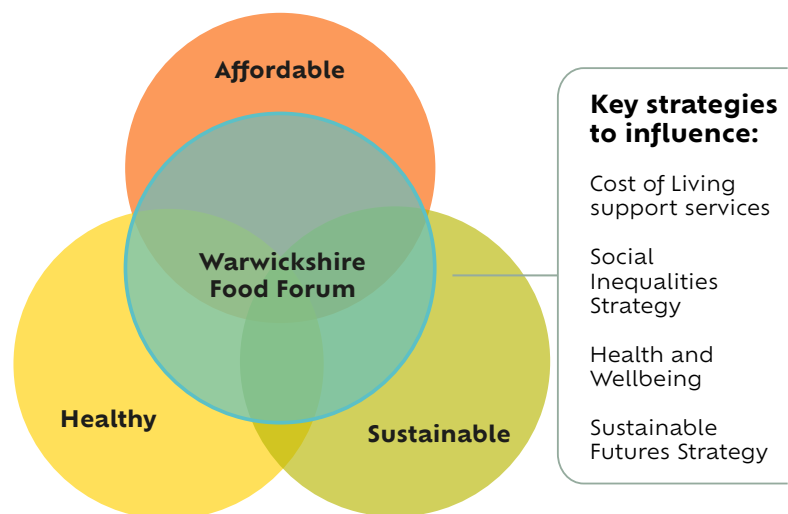 Affordable
Warwickshire
Food Forum
Healthy
Sustainable
Key strategies
to influence:
Cost of Living
support services
Social
Inequalities
Strategy
Health and
Wellbeing
Sustainable
Futures Strategy